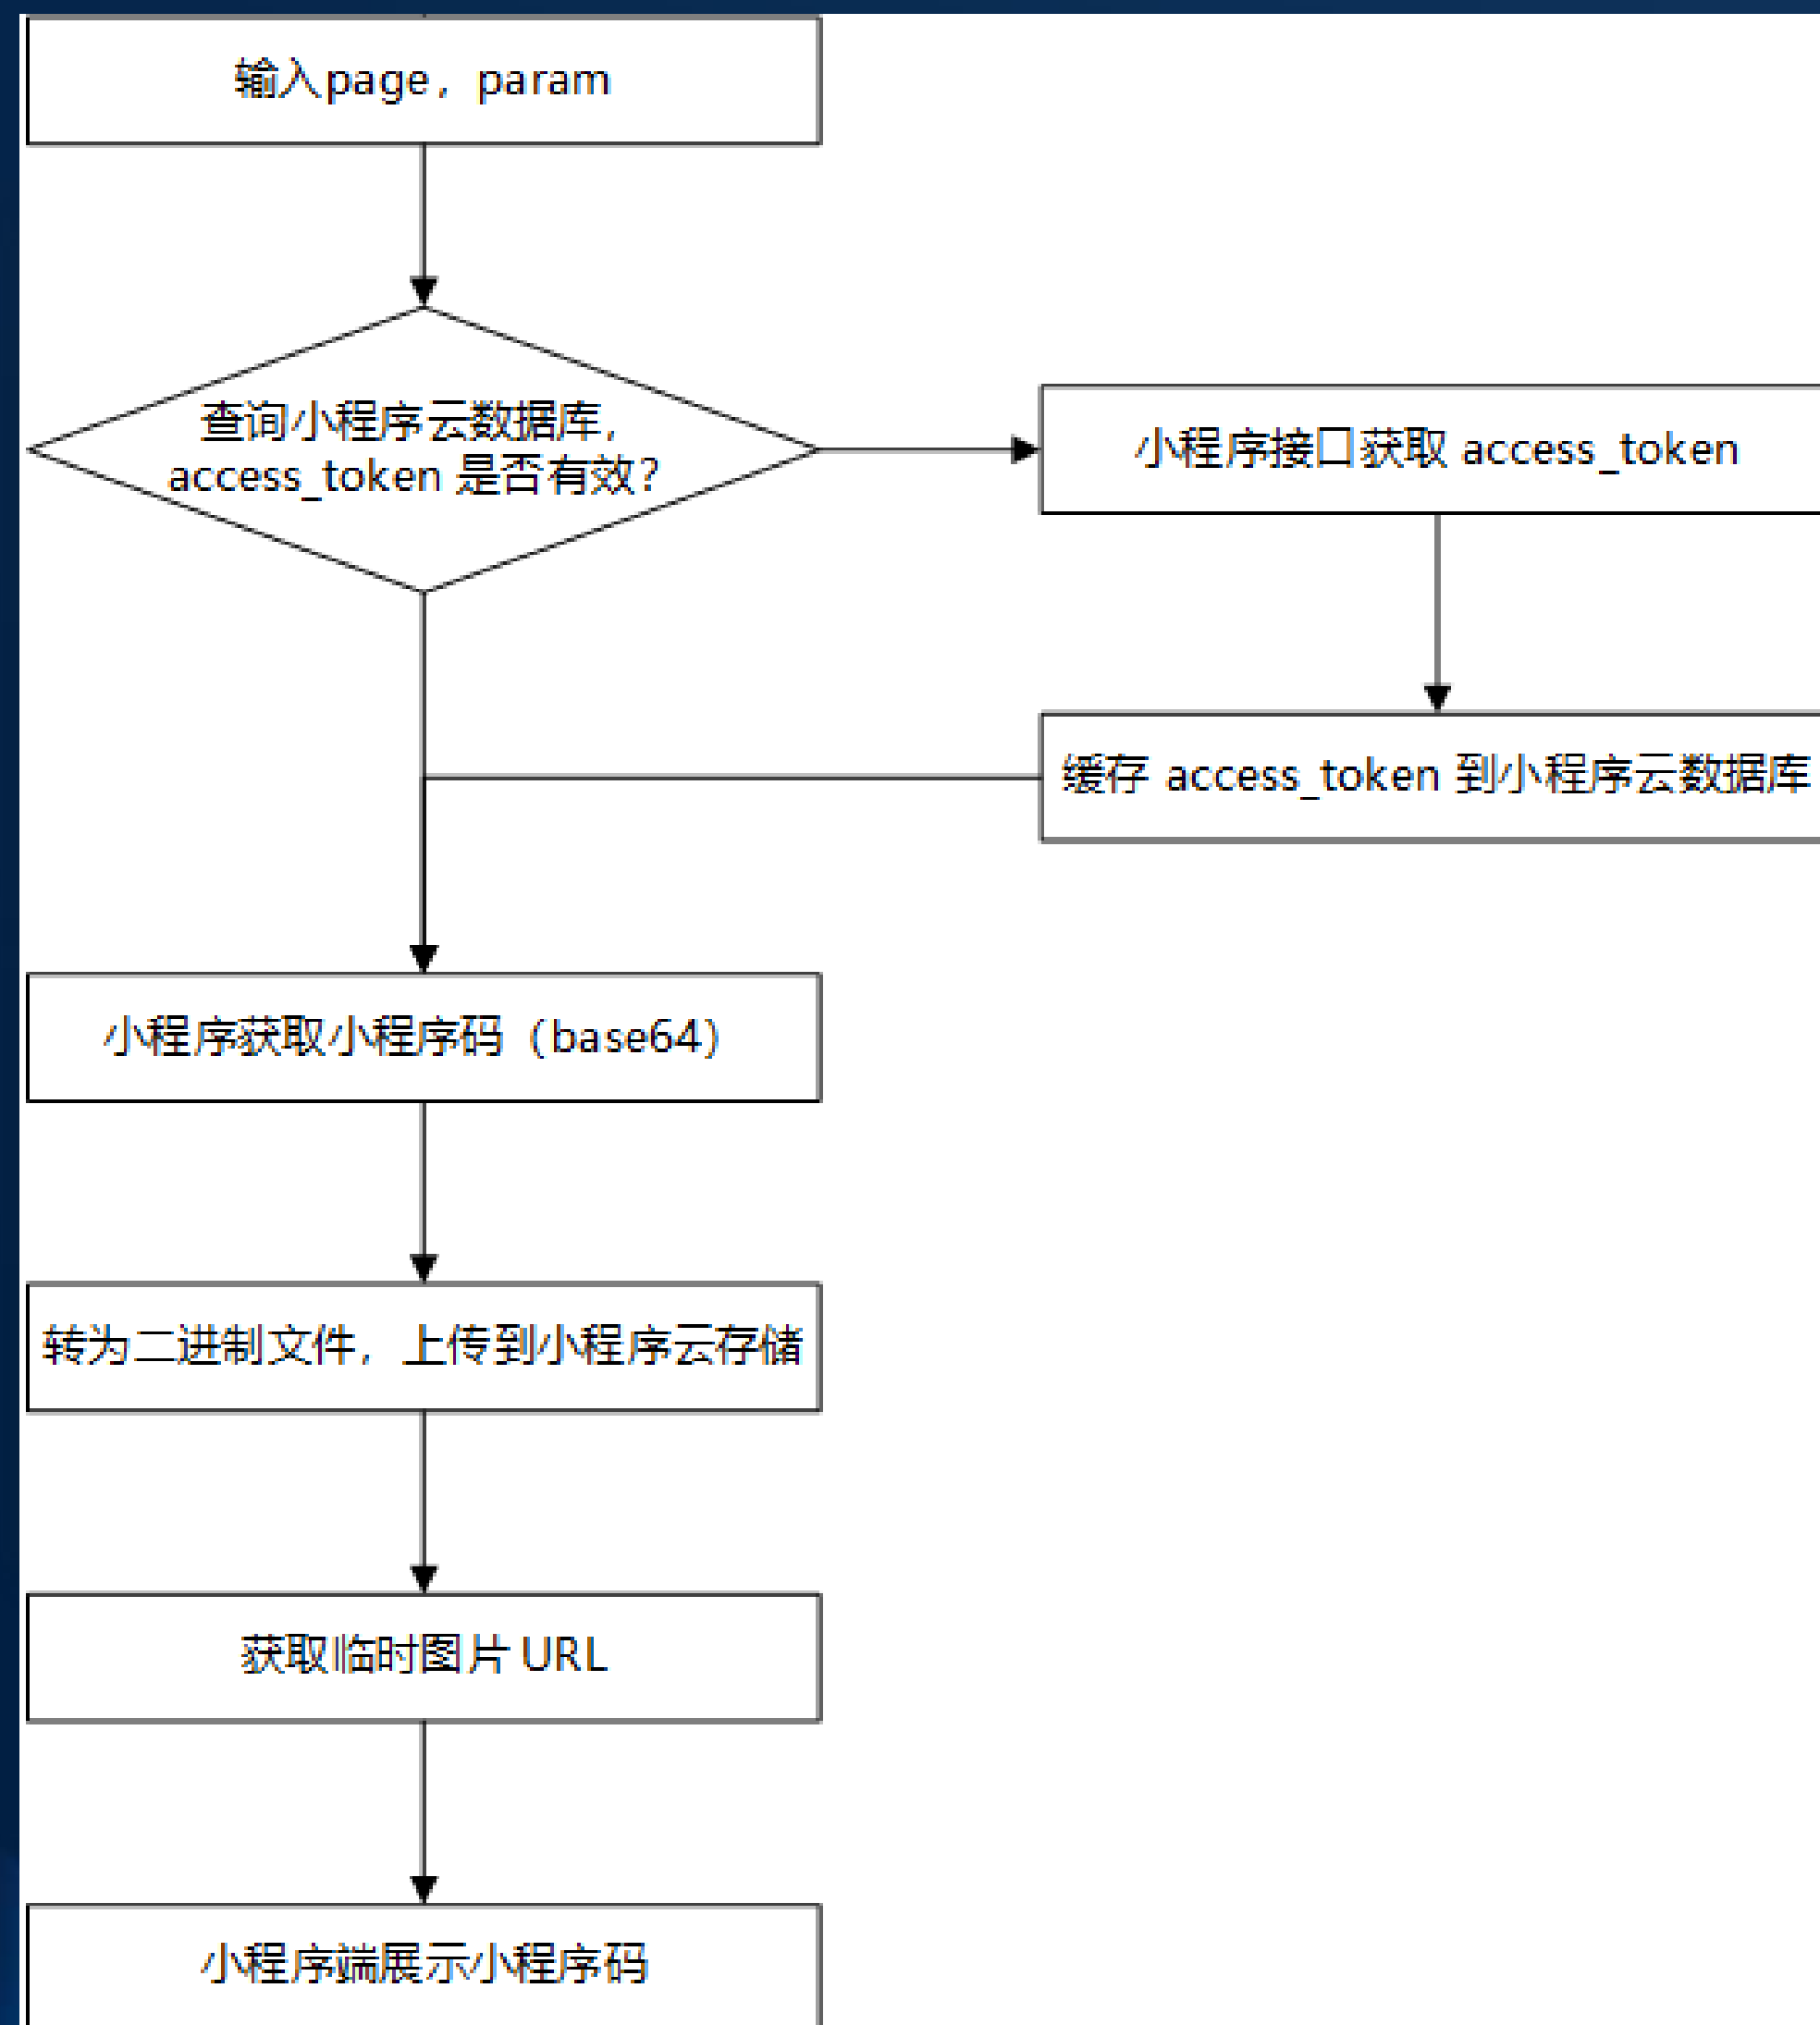 输入page，param
查询小程序云数据库，
access_token 是否有效？
小程序接口获取 access_token
缓存 access_token 到小程序云数据库
小程序获取小程序码（base64）
转为二进制文件，上传到小程序云存储
获取临时图片 URL
小程序端展示小程序码